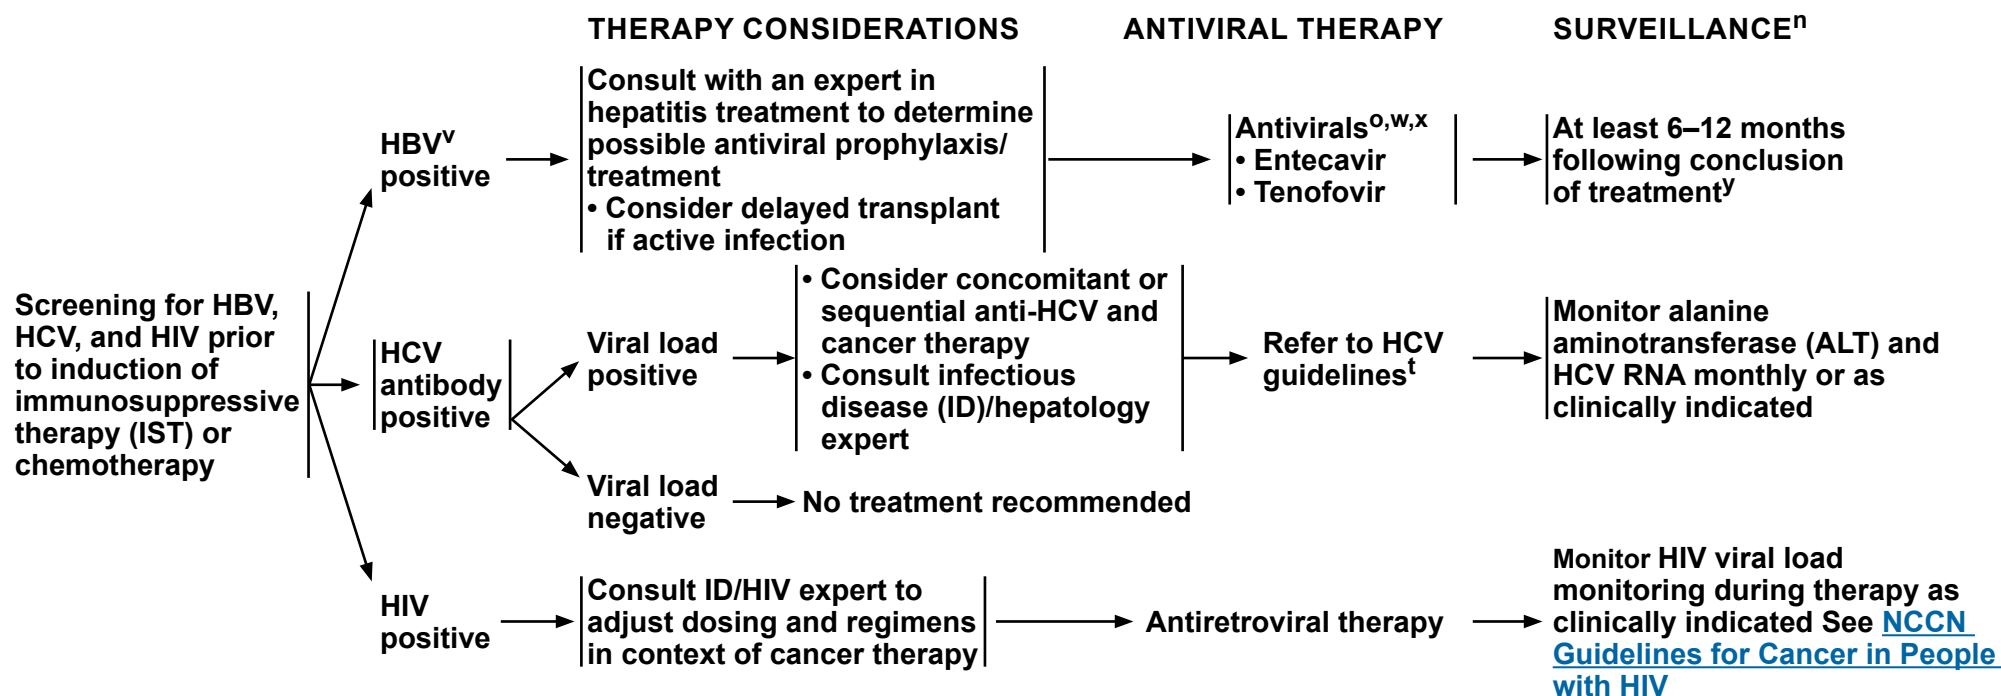 THERAPY CONSIDERATIONS
ANTIVIRAL THERAPY
SURVEILLANCEⁿ
Screening for HBV,
HCV, and HIV prior
to induction of
immunosuppressive
therapy (IST) or
chemotherapy
HBVᵛ
positive
Consult with an expert in
hepatitis treatment to determine
possible antiviral prophylaxis/
treatment
• Consider delayed transplant
if active infection
Antiviralsᵒ,ʷ,ˣ
• Entecavir
• Tenofovir
At least 6–12 months
following conclusion
of treatmentʸ
HCV
antibody
positive
Viral load
positive
• Consider concomitant or
sequential anti-HCV and
cancer therapy
• Consult infectious
disease (ID)/hepatology
expert
Refer to HCV
guidelinesᵗ
Monitor alanine
aminotransferase (ALT) and
HCV RNA monthly or as
clinically indicated
Viral load
negative
No treatment recommended
HIV
positive
Consult ID/HIV expert to
adjust dosing and regimens
in context of cancer therapy
Antiretroviral therapy
Monitor HIV viral load
monitoring during therapy as
clinically indicated See NCCN
Guidelines for Cancer in People
with HIV